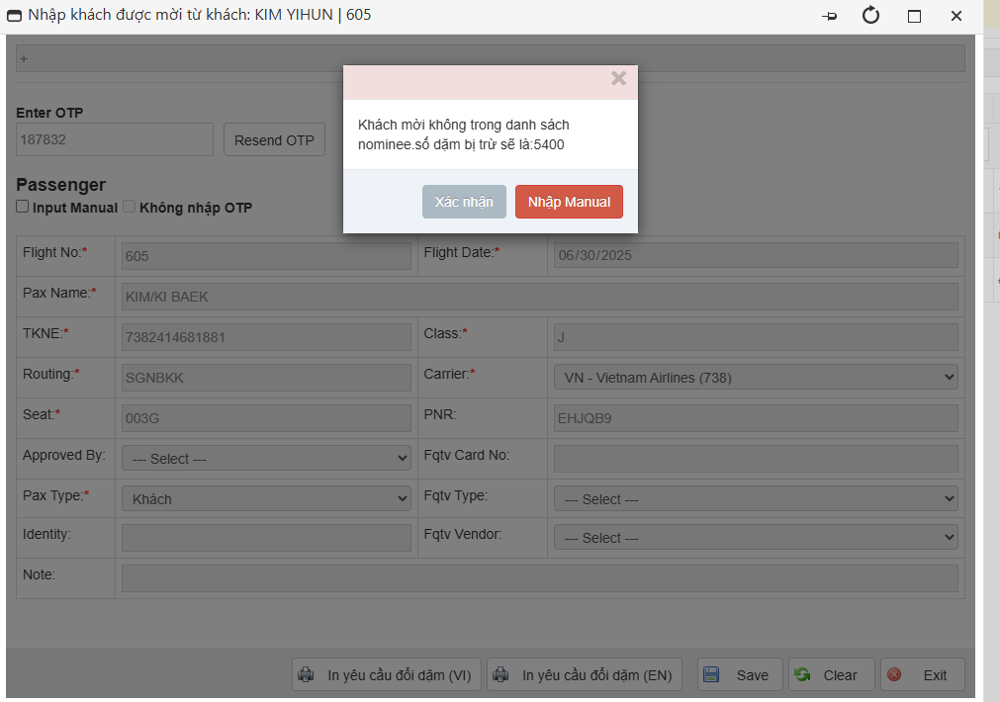 Nhập khách được mời từ khách: KIM YIHUN | 605
+
Khách mời không trong danh sách
nominee.số dặm bị trừ sẽ là:5400
Xác nhận Nhập Manual
Enter OTP
187832 Resend OTP
Passenger
Input Manual Không nhập OTP
Flight No:* 605 Flight Date:* 06/30/2025
Pax Name:* KIM/KI BAEK
TKNE:* 7382414681881 Class:* J
Routing:* SGNBKK Carrier:* VN - Vietnam Airlines (738)
Seat:* 003G PNR: EHJQB9
Approved By: --- Select --- Fqtv Card No:
Pax Type:* Khách Fqtv Type: --- Select ---
Identity: Fqtv Vendor: --- Select ---
Note:
In yêu cầu đổi dặm (VI) In yêu cầu đổi dặm (EN) Save Clear Exit